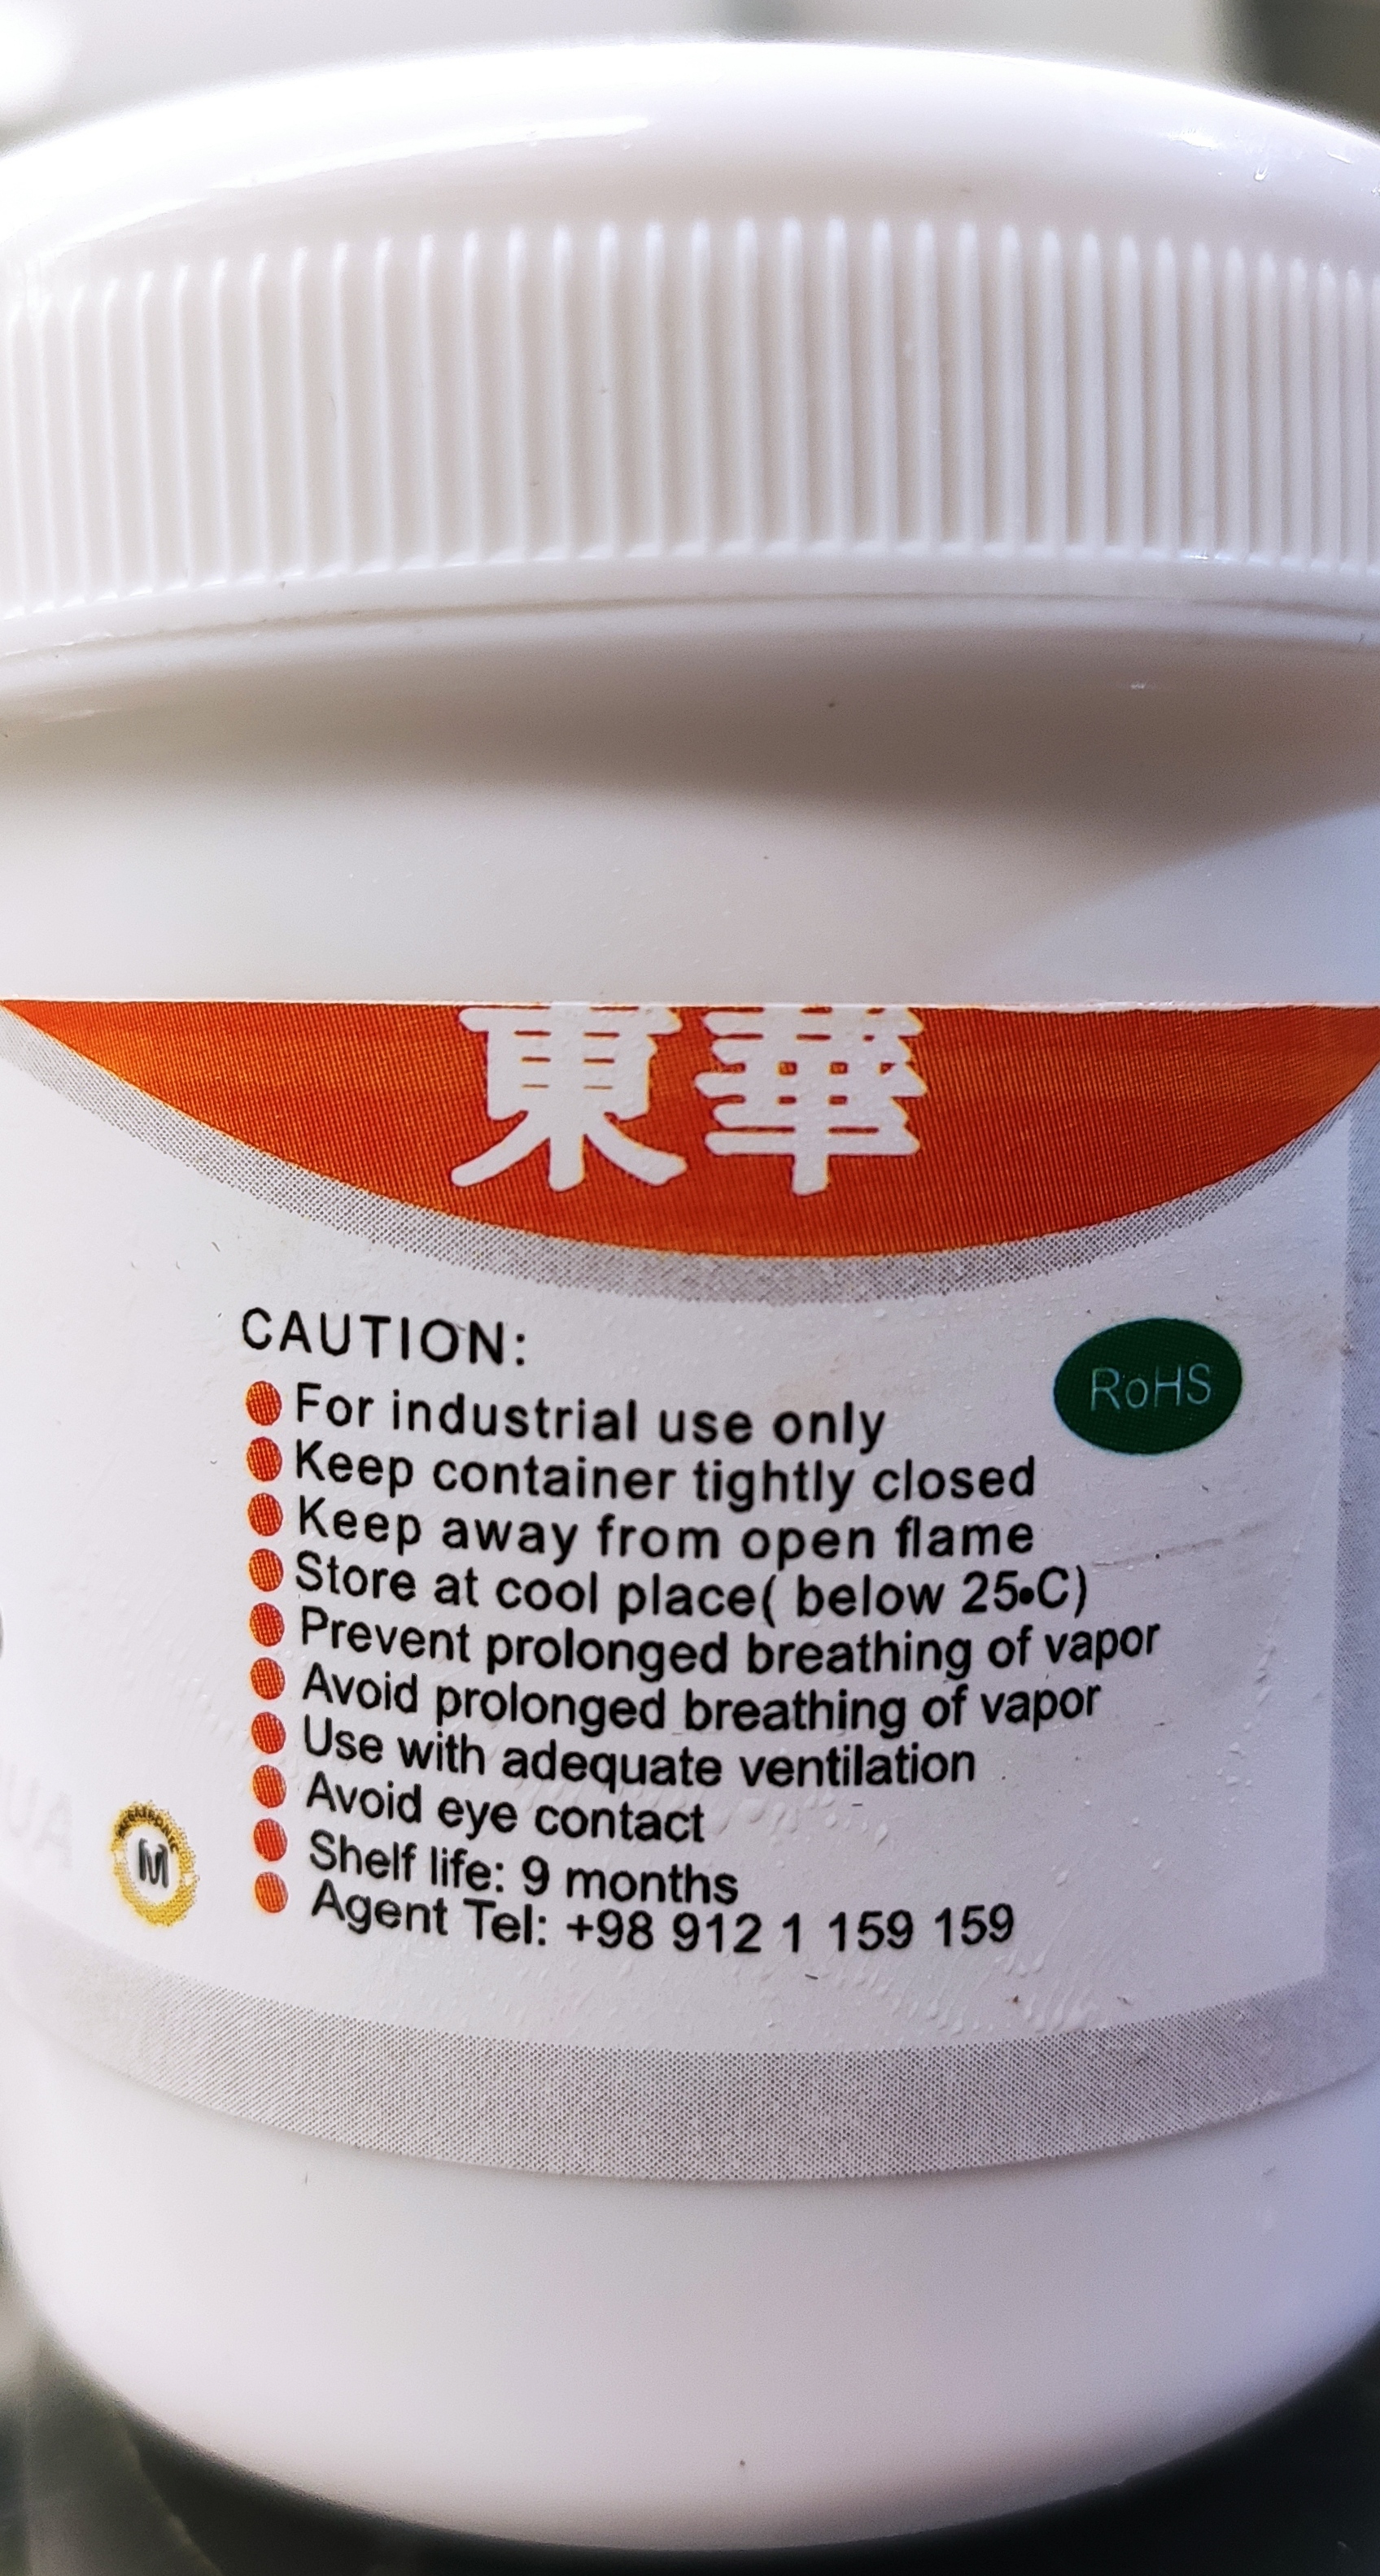 東華
CAUTION:
RoHS
For industrial use only
Keep container tightly closed
Keep away from open flame
Store at cool place( below 25•C)
Prevent prolonged breathing of vapor
Avoid prolonged breathing of vapor
Use with adequate ventilation
Avoid eye contact
Shelf life: 9 months
Agent Tel: +98 912 1 159 159
M